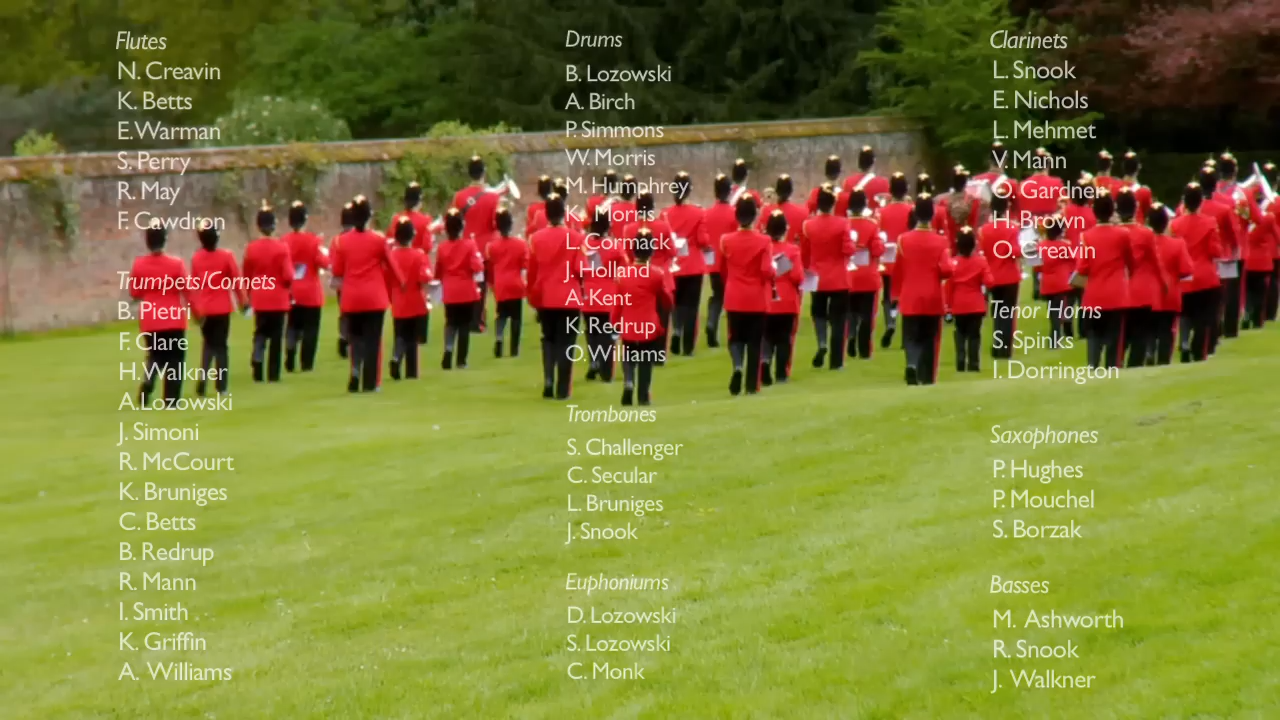 Flutes
N. Creavin
K. Betts
E. Warman
S. Perry
R. May
F. Cawdron
Trumpets/Cornets
B. Pietri
F. Clare
H. Walkner
A. Lozowski
J. Simoni
R. McCourt
K. Bruniges
C. Betts
B. Redrup
R. Mann
I. Smith
K. Griffin
A. Williams
Drums
B. Lozowski
A. Birch
P. Simmons
W. Morris
M. Humphrey
K. Morris
L. Cormack
J. Holland
A. Kent
K. Redrup
O. Williams
Trombones
S. Challenger
C. Secular
L. Bruniges
J. Snook
Euphoniums
D. Lozowski
S. Lozowski
C. Monk
Clarinets
L. Snook
E. Nichols
L. Mehmet
V. Mann
O. Gardner
H. Brown
O. Creavin
Tenor Horns
S. Spinks
I. Dorrington
Saxophones
P. Hughes
P. Mouchel
S. Borzak
Basses
M. Ashworth
R. Snook
J. Walkner